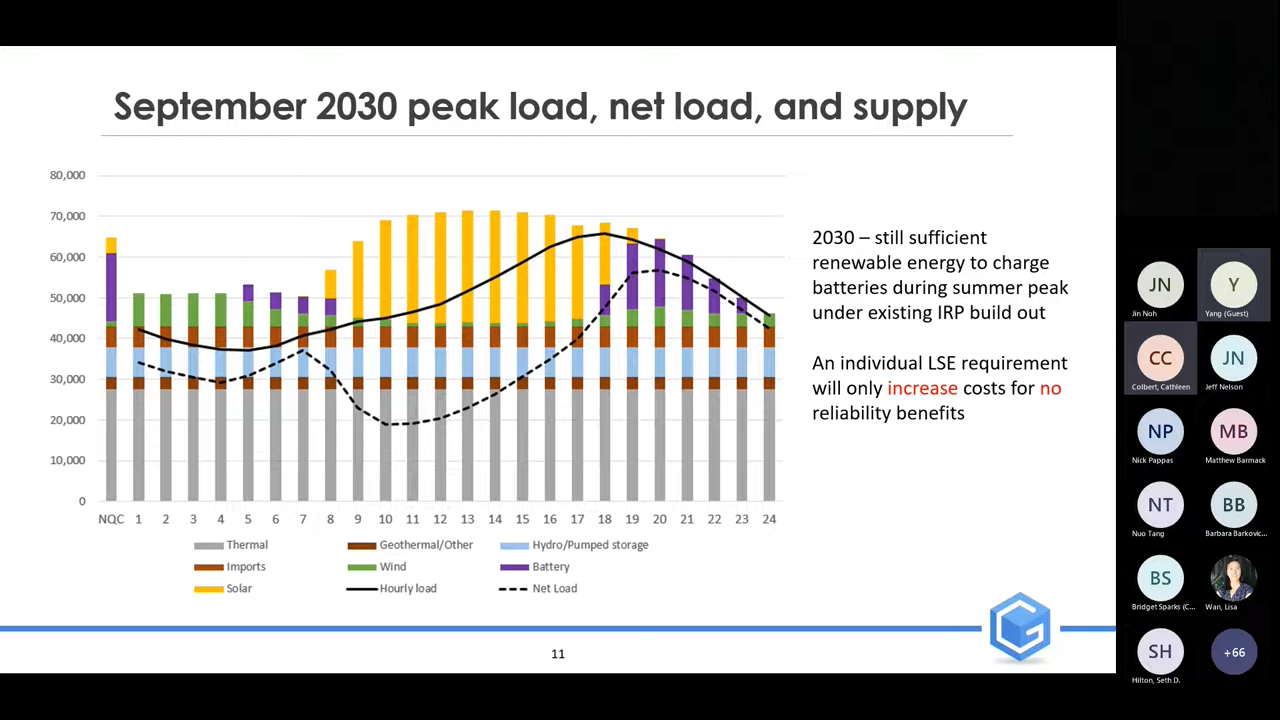 September 2030 peak load, net load, and supply
80,000
70,000
60,000
50,000
40,000
30,000
20,000
10,000
0
NQC 1 2 3 4 5 6 7 8 9 10 11 12 13 14 15 16 17 18 19 20 21 22 23 24
Thermal Geothermal/Other Hydro/Pumped storage
Imports Wind Battery
Solar Hourly load Net Load
2030 – still sufficient
renewable energy to charge
batteries during summer peak
under existing IRP build out
An individual LSE requirement
will only increase costs for no
reliability benefits
G
11
JN Y
Jin Noh Yang (Guest)
CC JN
Colbert, Cathleen Jeff Nelson
NP MB
Nick Pappas Matthew Barmack
NT BB
Nuo Tang Barbara Barkovic...
BS
Bridget Sparks (C... Wan, Lisa
SH +66
Hilton, Seth D.